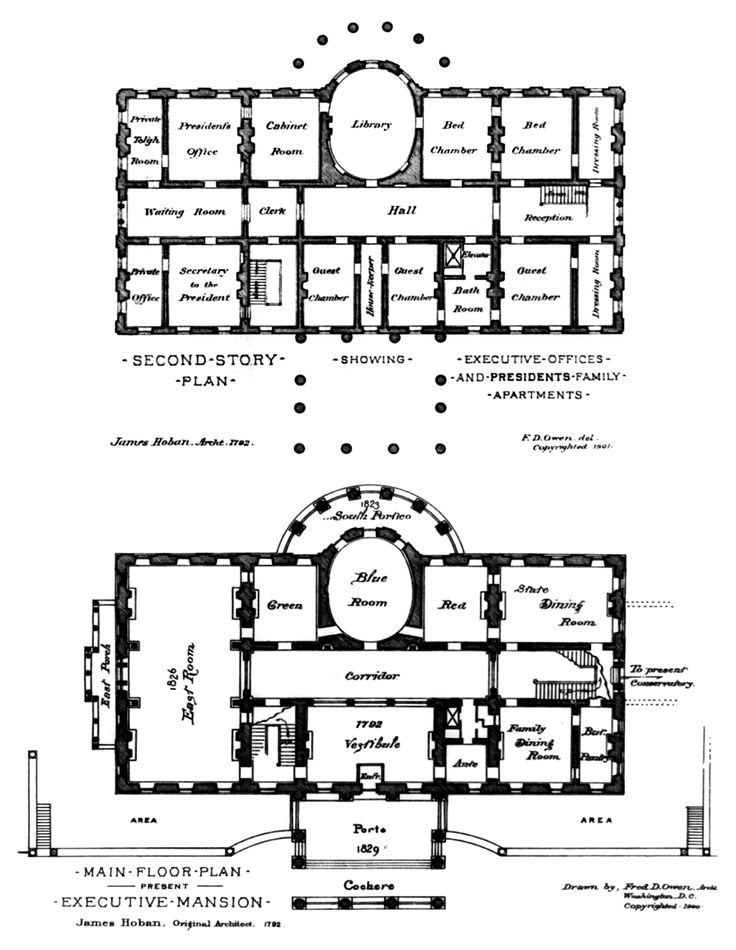 Private
Telgh
Room
President's
Office
Cabinet
Room
Library
Bed
Chamber
Bed
Chamber
Dressing Room
Waiting Room
Clerk
Hall
Reception
Private
Office
Secretary
to the
President
Guest
Chamber
House-keeper
Guest
Chamber
Elevator
Bath
Room
Guest
Chamber
Dressing Room
-SECOND-STORY-
-PLAN-
-SHOWING-
-EXECUTIVE-OFFICES-
-AND-PRESIDENTS-FAMILY-
-APARTMENTS-
James Hoban, Archt. 1792.
F. D. Owen del.
Copyrighted 1901.
1823
South Portico
Green
Blue
Room
Red
State
Dining
Room
1826
East Room
East Porch
Corridor
To present
Conservatory.
1792
Vestibule
Ante
Family
Dining
Room
But.
Pantry
Entr.
AREA
Porte
1829
AREA
Cochere
-MAIN-FLOOR-PLAN-
PRESENT
-EXECUTIVE-MANSION-
James Hoban, Original Architect. 1792
Drawn by, Fred. D. Owen, Archt.
Washington, D.C.
Copyrighted - 1900